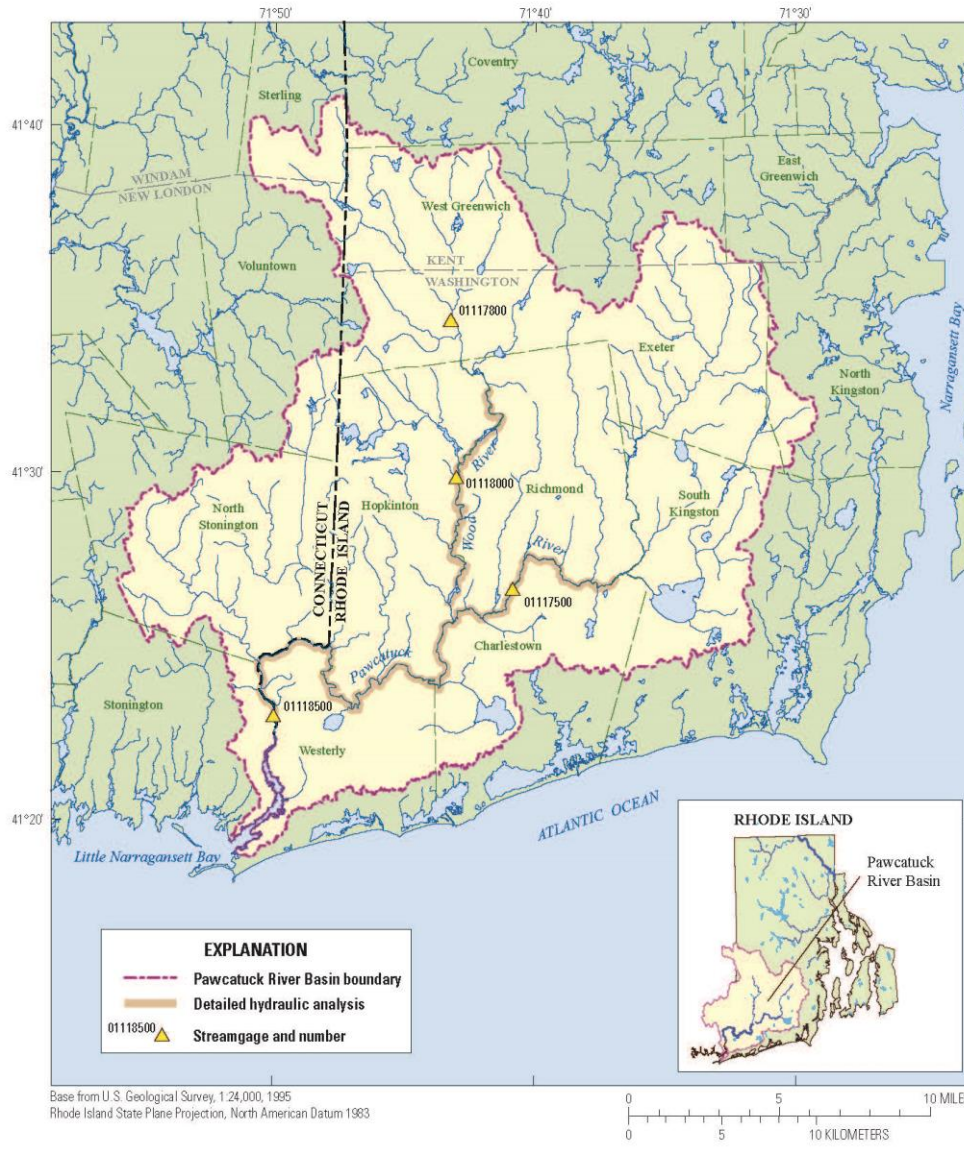 71°50'
71°40'
71°30'
Coventry
Sterling
41°40'
East
Greenwich
WINDAM
NEW LONDON
West Greenwich
Voluntown
KENT
WASHINGTON
01117800
Exeter
North
Kingston
Narragansett Bay
41°30'
River
01118000
Richmond
Hopkinton
North
Stonington
South
Kingston
CONNECTICUT
RHODE ISLAND
Wood
River
01117500
Charlestown
Pawcatuck
Stonington
01118500
Westerly
41°20'
ATLANTIC OCEAN
Little Narragansett Bay
RHODE ISLAND
Pawcatuck
River Basin
EXPLANATION
Pawcatuck River Basin boundary
Detailed hydraulic analysis
01118500
Streamgage and number
Base from U.S. Geological Survey, 1:24,000, 1995
Rhode Island State Plane Projection, North American Datum 1983
0 5 10 MILE
0 5 10 KILOMETERS